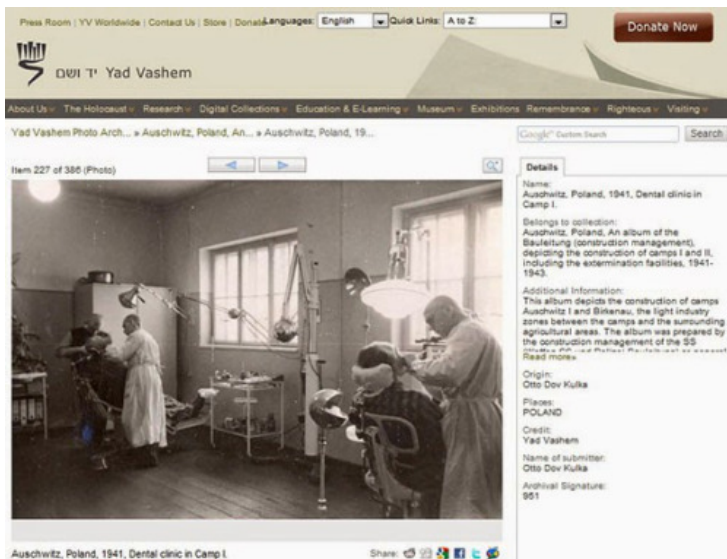 Press Room | YV Worldwide | Contact Us | Store | Donate
Languages: English
Quick Links: A to Z:
Donate Now
יד ושם Yad Vashem
About Us The Holocaust Research Digital Collections Education & E-Learning Museum Exhibitions Remembrance Righteous Visiting
Yad Vashem Photo Arch... » Auschwitz, Poland, An... » Auschwitz, Poland, 19...
Google™ Custom Search
Search
Item 227 of 386 (Photo)
Details
Name:
Auschwitz, Poland, 1941, Dental clinic in
Camp I.
Belongs to collection:
Auschwitz, Poland, An album of the
Bauleitung (construction management),
depicting the construction of camps I and II,
including the extermination facilities, 1941-
1943.
Additional Information:
This album depicts the construction of camps
Auschwitz I and Birkenau, the light industry
zones between the camps and the surrounding
agricultural areas. The album was prepared by
the construction management of the SS
Read more»
Origin:
Otto Dov Kulka
Places:
POLAND
Credit:
Yad Vashem
Name of submitter:
Otto Dov Kulka
Archival Signature:
951
Auschwitz, Poland, 1941, Dental clinic in Camp I.
Share: